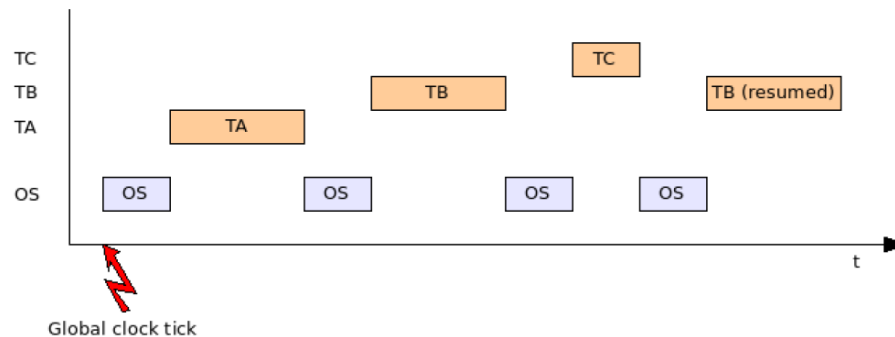 TC
TC
TB
TB
TB (resumed)
TA
TA
OS
OS
OS
OS
OS
t
Global clock tick